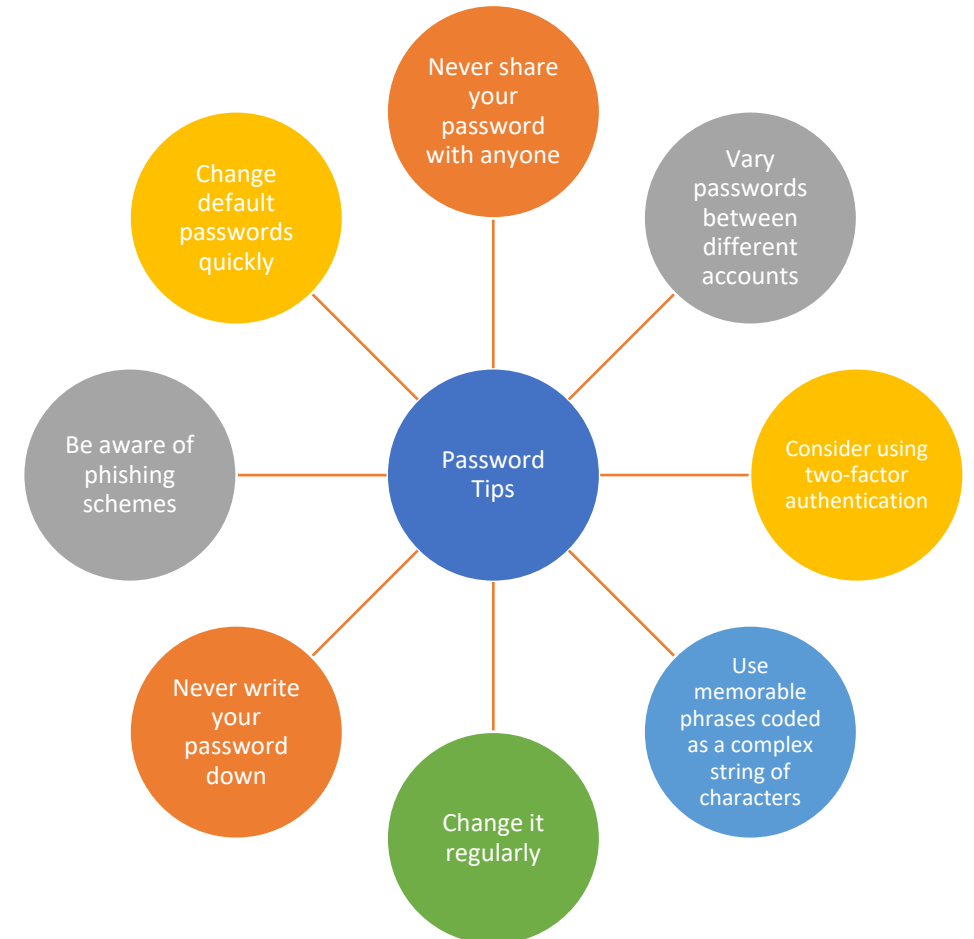 Never share
your
password
with anyone
Vary
passwords
between
different
accounts
Consider using
two-factor
authentication
Use
memorable
phrases coded
as a complex
string of
characters
Change it
regularly
Never write
your
password
down
Be aware of
phishing
schemes
Change
default
passwords
quickly
Password
Tips